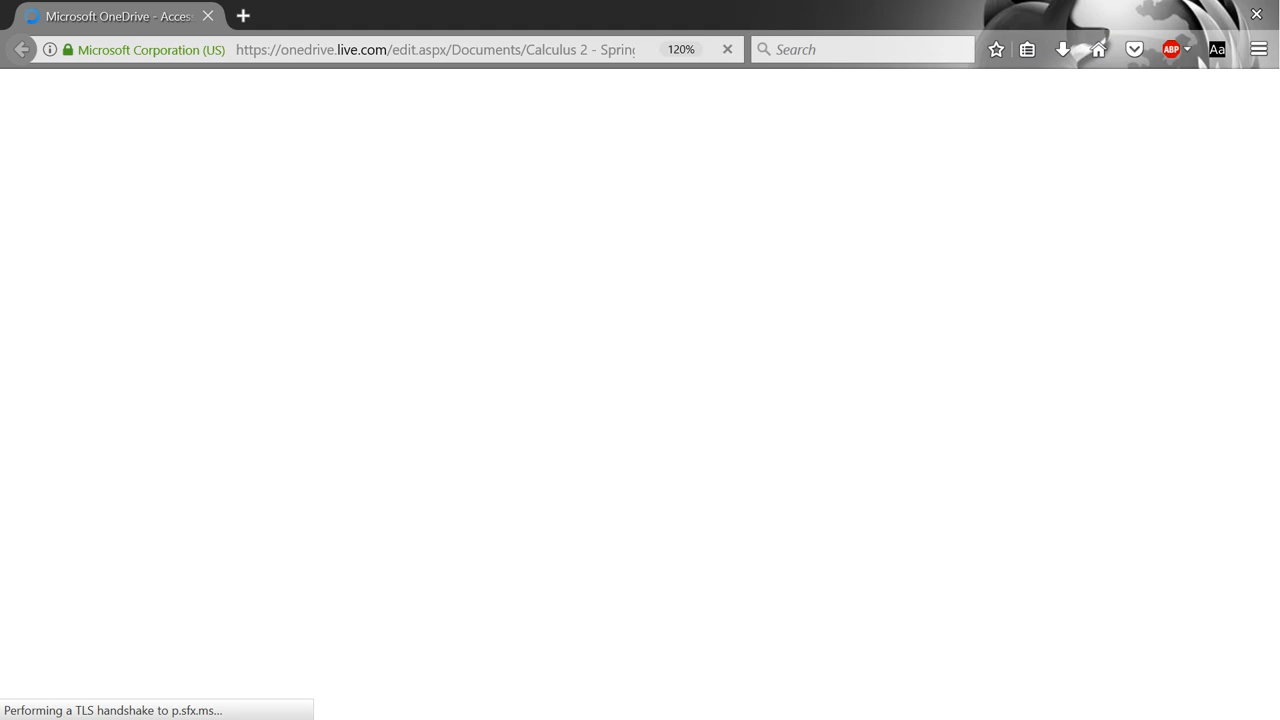 Microsoft OneDrive - Acces
Microsoft Corporation (US)
https://onedrive.live.com/edit.aspx/Documents/Calculus 2 - Spring
120%
Search
ABP
Aa
Performing a TLS handshake to p.sfx.ms...